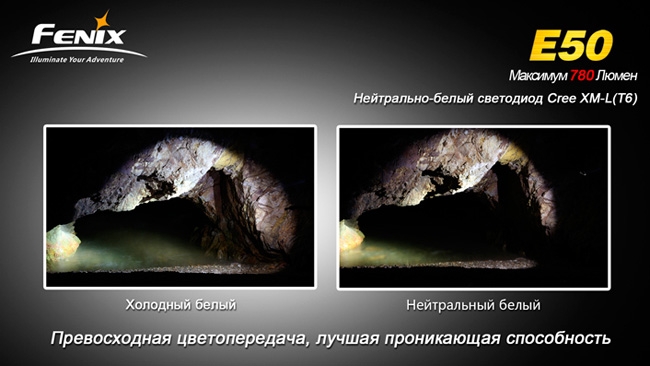 FENIX
Illuminate Your Adventure
E50
Максимум 780 Люмен
Нейтрально-белый светодиод Cree XM-L(T6)
Холодный белый
Нейтральный белый
Превосходная цветопередача, лучшая проникающая способность